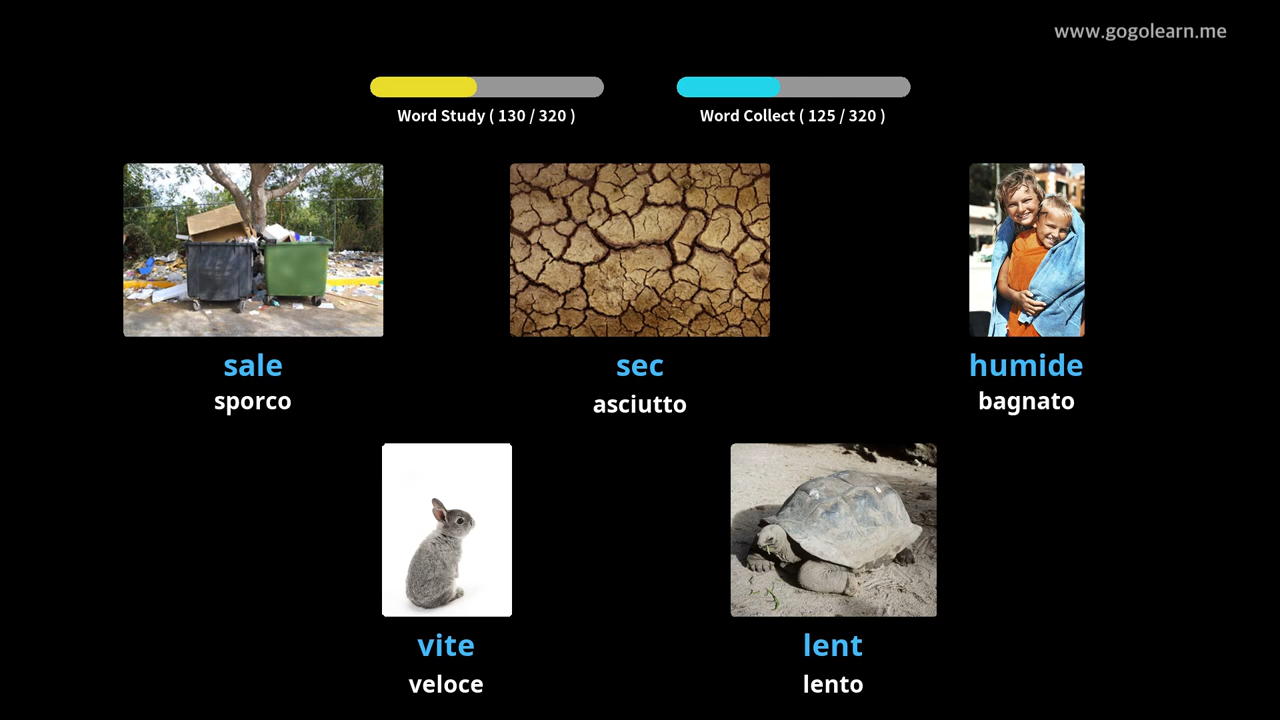 www.gogolearn.me
Word Study ( 130 / 320 )
Word Collect ( 125 / 320 )
sale
sporco
sec
asciutto
humide
bagnato
vite
veloce
lent
lento